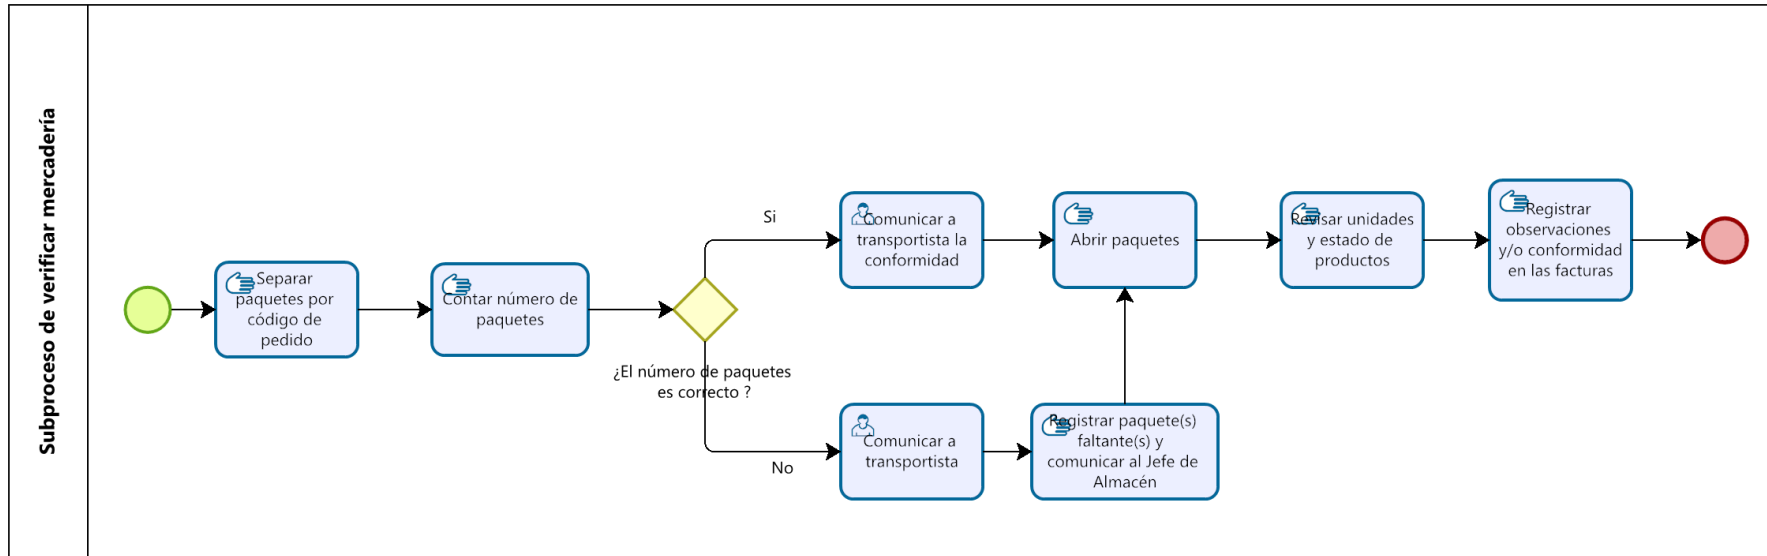 Subproceso de verificar mercadería
Separar
paquetes por
código de
pedido
Contar número de
paquetes
¿El número de paquetes
es correcto ?
Si
Comunicar a
transportista la
conformidad
Abrir paquetes
Revisar unidades
y estado de
productos
Registrar
observaciones
y/o conformidad
en las facturas
No
Comunicar a
transportista
Registrar paquete(s)
faltante(s) y
comunicar al Jefe de
Almacén